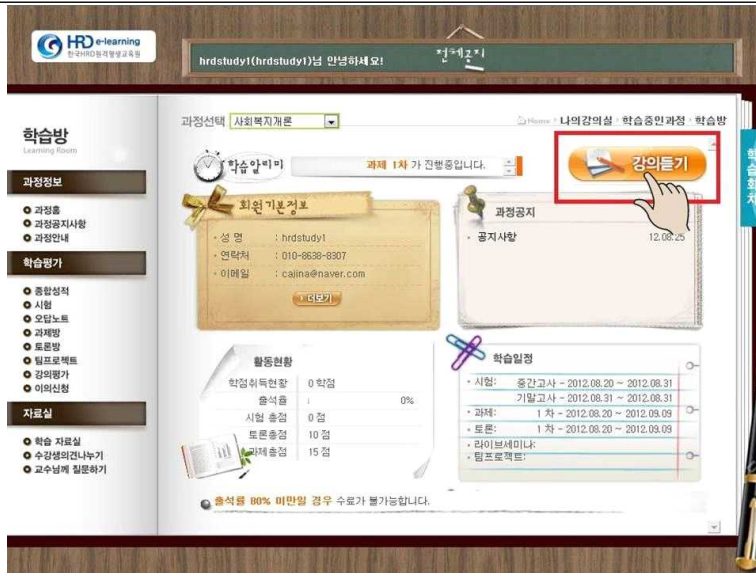 HRD e-learning
한국HRD원격평생교육원
hrdstudy1(hrdstudy1)님 안녕하세요!
전체공지
학습방
Learning Room
과정정보
과정홈
과정공지사항
과정안내
학습평가
종합성적
시험
오답노트
과제방
토론방
팀프로젝트
강의평가
이의신청
자료실
학습 자료실
수강생의견나누기
교수님께 질문하기
과정선택 사회복지개론
Home > 나의강의실 > 학습중인과정 > 학습방
학습알리미
과제 1차 가 진행중입니다.
강의듣기
학습회차
회원기본정보
· 성 명 : hrdstudy1
· 연락처 : 010-8638-8307
· 이메일 : cajina@naver.com
더보기
과정공지
· 공지사항 12.08.25
활동현황
학점취득현황 0 학점
출석율 : 0%
시험 총점 0 점
토론총점 10 점
과제총점 15 점
학습일정
· 시험: 중간고사 - 2012.08.20 ~ 2012.08.31
기말고사 - 2012.08.31 ~ 2012.08.31
· 과제: 1 차 - 2012.08.20 ~ 2012.09.09
· 토론: 1 차 - 2012.08.20 ~ 2012.09.09
· 라이브세미나:
· 팀프로젝트:
출석률 80% 미만일 경우 수료가 불가능합니다.